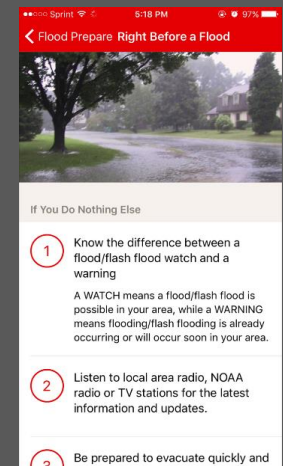 Sprint 5:18 PM 97%
Flood Prepare Right Before a Flood
If You Do Nothing Else
1 Know the difference between a
flood/flash flood watch and a
warning
A WATCH means a flood/flash flood is
possible in your area, while a WARNING
means flooding/flash flooding is already
occurring or will occur soon in your area.
2 Listen to local area radio, NOAA
radio or TV stations for the latest
information and updates.
3 Be prepared to evacuate quickly and